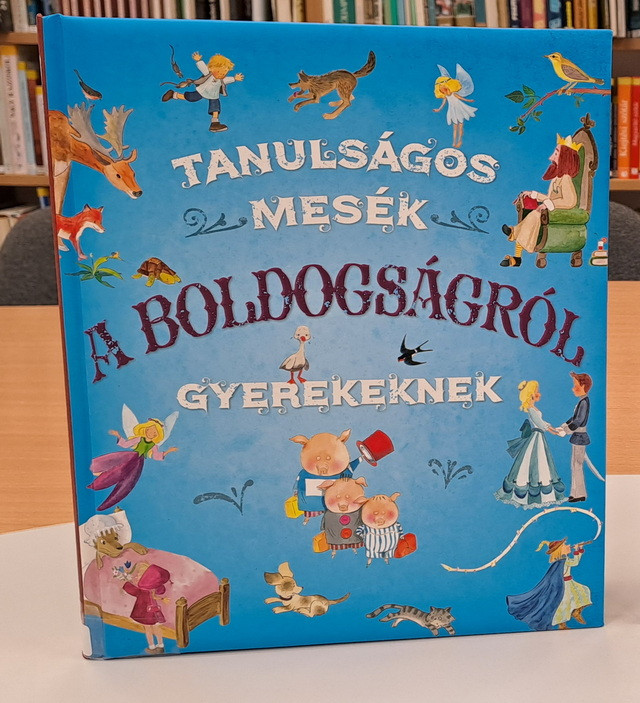 TANULSÁGOS
MESÉK
A BOLDOGSÁGRÓL
GYEREKEKNEK